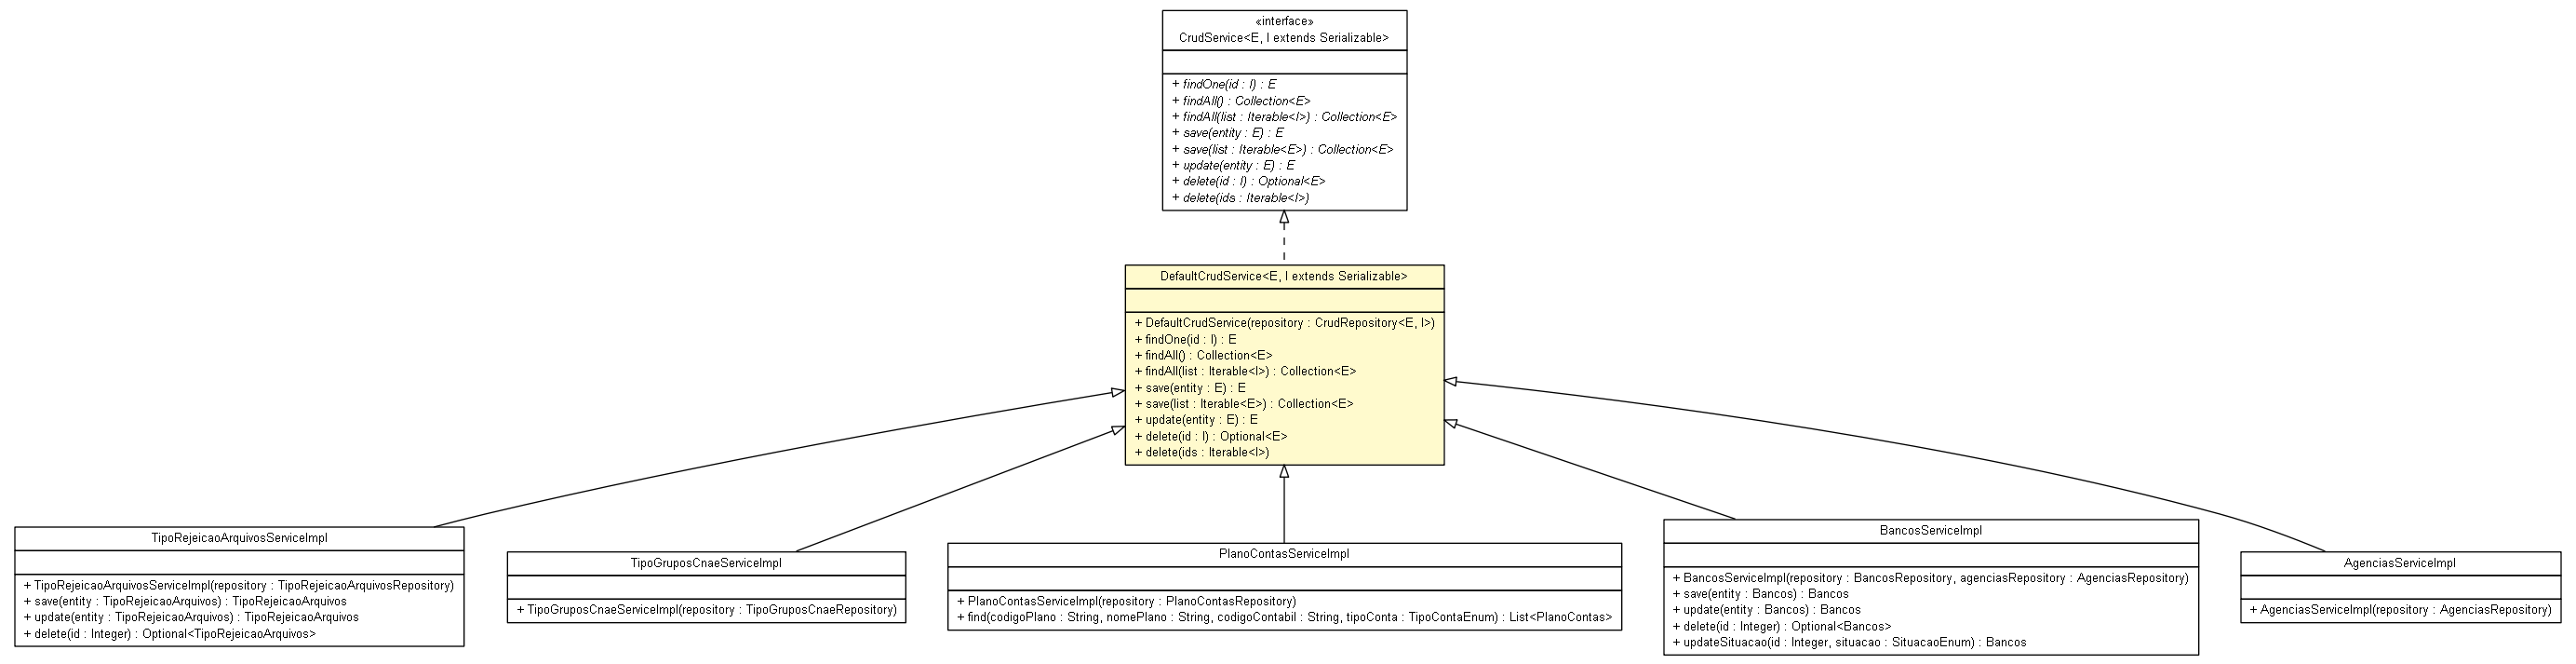 «interface»
CrudService<E, I extends Serializable>
+ findOne(id : I) : E
+ findAll() : Collection<E>
+ findAll(list : Iterable<I>) : Collection<E>
+ save(entity : E) : E
+ save(list : Iterable<E>) : Collection<E>
+ update(entity : E) : E
+ delete(id : I) : Optional<E>
+ delete(ids : Iterable<I>)
DefaultCrudService<E, I extends Serializable>
+ DefaultCrudService(repository : CrudRepository<E, I>)
+ findOne(id : I) : E
+ findAll() : Collection<E>
+ findAll(list : Iterable<I>) : Collection<E>
+ save(entity : E) : E
+ save(list : Iterable<E>) : Collection<E>
+ update(entity : E) : E
+ delete(id : I) : Optional<E>
+ delete(ids : Iterable<I>)
TipoRejeicaoArquivosServiceImpl
+ TipoRejeicaoArquivosServiceImpl(repository : TipoRejeicaoArquivosRepository)
+ save(entity : TipoRejeicaoArquivos) : TipoRejeicaoArquivos
+ update(entity : TipoRejeicaoArquivos) : TipoRejeicaoArquivos
+ delete(id : Integer) : Optional<TipoRejeicaoArquivos>
TipoGruposCnaeServiceImpl
+ TipoGruposCnaeServiceImpl(repository : TipoGruposCnaeRepository)
PlanoContasServiceImpl
+ PlanoContasServiceImpl(repository : PlanoContasRepository)
+ find(codigoPlano : String, nomePlano : String, codigoContabil : String, tipoConta : TipoContaEnum) : List<PlanoContas>
BancosServiceImpl
+ BancosServiceImpl(repository : BancosRepository, agenciasRepository : AgenciasRepository)
+ save(entity : Bancos) : Bancos
+ update(entity : Bancos) : Bancos
+ delete(id : Integer) : Optional<Bancos>
+ updateSituacao(id : Integer, situacao : SituacaoEnum) : Bancos
AgenciasServiceImpl
+ AgenciasServiceImpl(repository : AgenciasRepository)